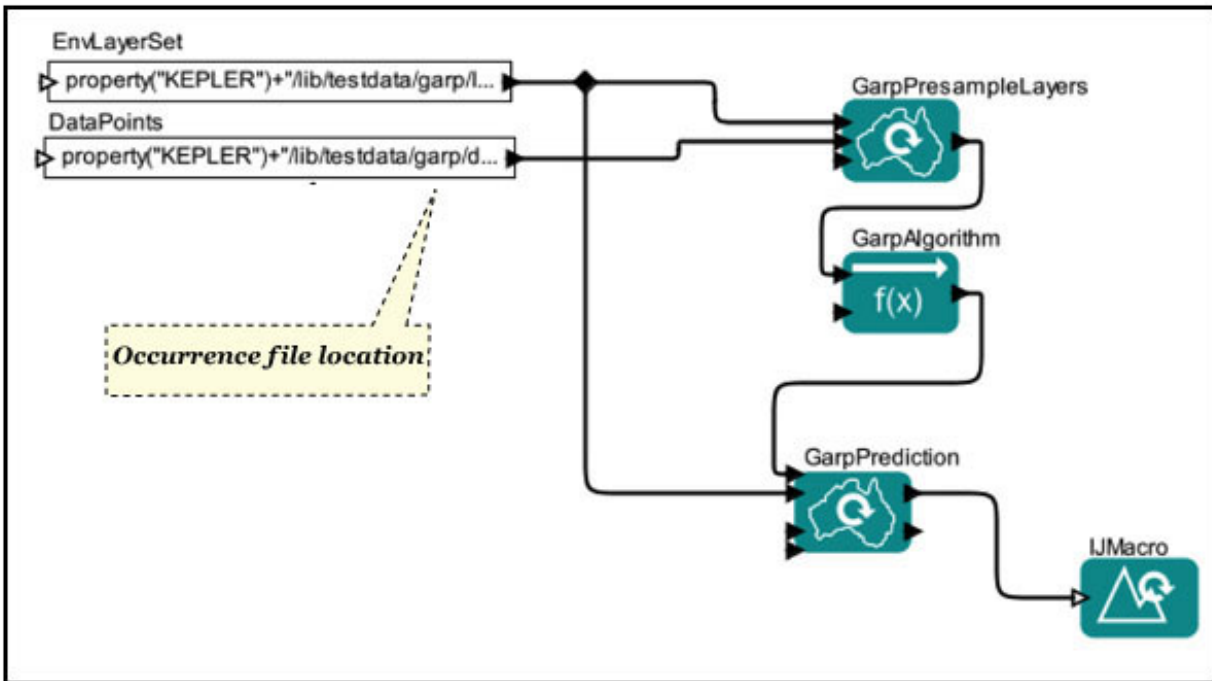 EnvLayerSet
property("KEPLER")+"/lib/testdata/garp/l...
DataPoints
property("KEPLER")+"/lib/testdata/garp/d...
Occurrence file location
GarpPresampleLayers
GarpAlgorithm
f(x)
GarpPrediction
IJMacro